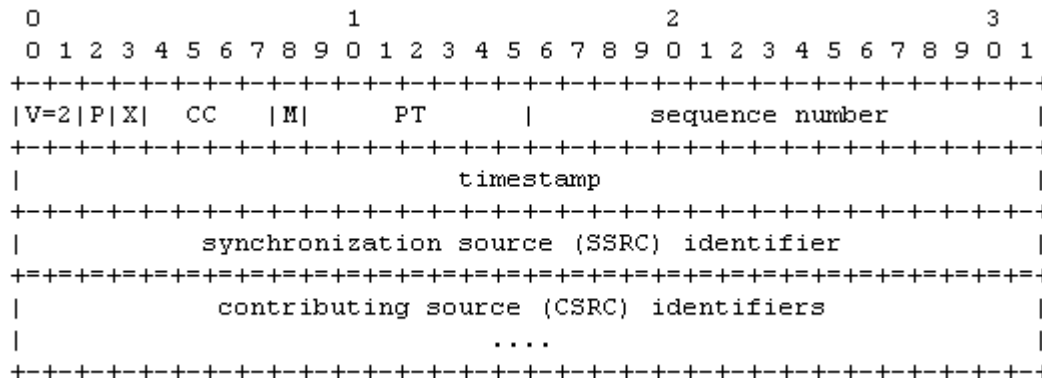 0                   1                   2                   3
0 1 2 3 4 5 6 7 8 9 0 1 2 3 4 5 6 7 8 9 0 1 2 3 4 5 6 7 8 9 0 1
+-+-+-+-+-+-+-+-+-+-+-+-+-+-+-+-+-+-+-+-+-+-+-+-+-+-+-+-+-+-+-+-+
|V=2|P|X|  CC   |M|     PT      |       sequence number         |
+-+-+-+-+-+-+-+-+-+-+-+-+-+-+-+-+-+-+-+-+-+-+-+-+-+-+-+-+-+-+-+-+
|                           timestamp                           |
+-+-+-+-+-+-+-+-+-+-+-+-+-+-+-+-+-+-+-+-+-+-+-+-+-+-+-+-+-+-+-+-+
|           synchronization source (SSRC) identifier            |
+=+=+=+=+=+=+=+=+=+=+=+=+=+=+=+=+=+=+=+=+=+=+=+=+=+=+=+=+=+=+=+=+
|            contributing source (CSRC) identifiers             |
|                             ....                              |
+-+-+-+-+-+-+-+-+-+-+-+-+-+-+-+-+-+-+-+-+-+-+-+-+-+-+-+-+-+-+-+-+